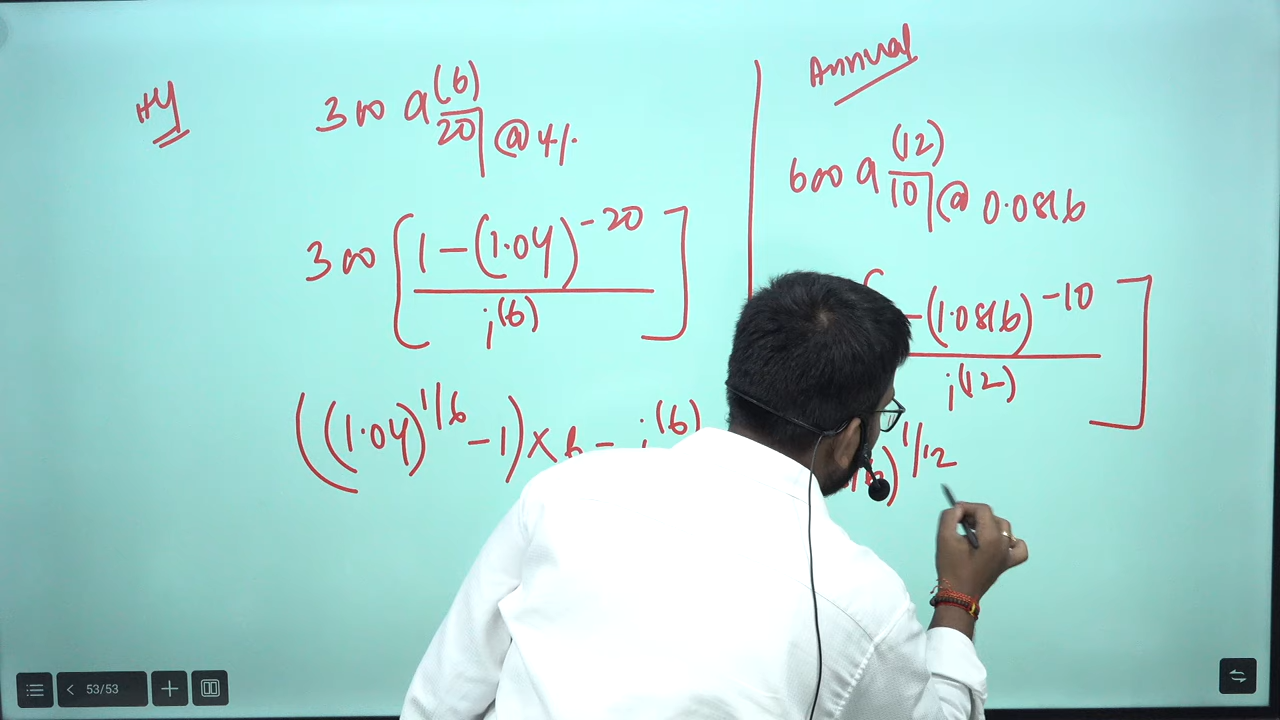 HY
300 a(6)
20| @ 4%
300 [1-(1.04)^-20
i(6)]
((1.04)^1/6 -1)×6 = i(6)
Annual
600 a(12)
10| @ 0.0816
-(1.0816)^-10
i(12)]
)^1/12
53/53